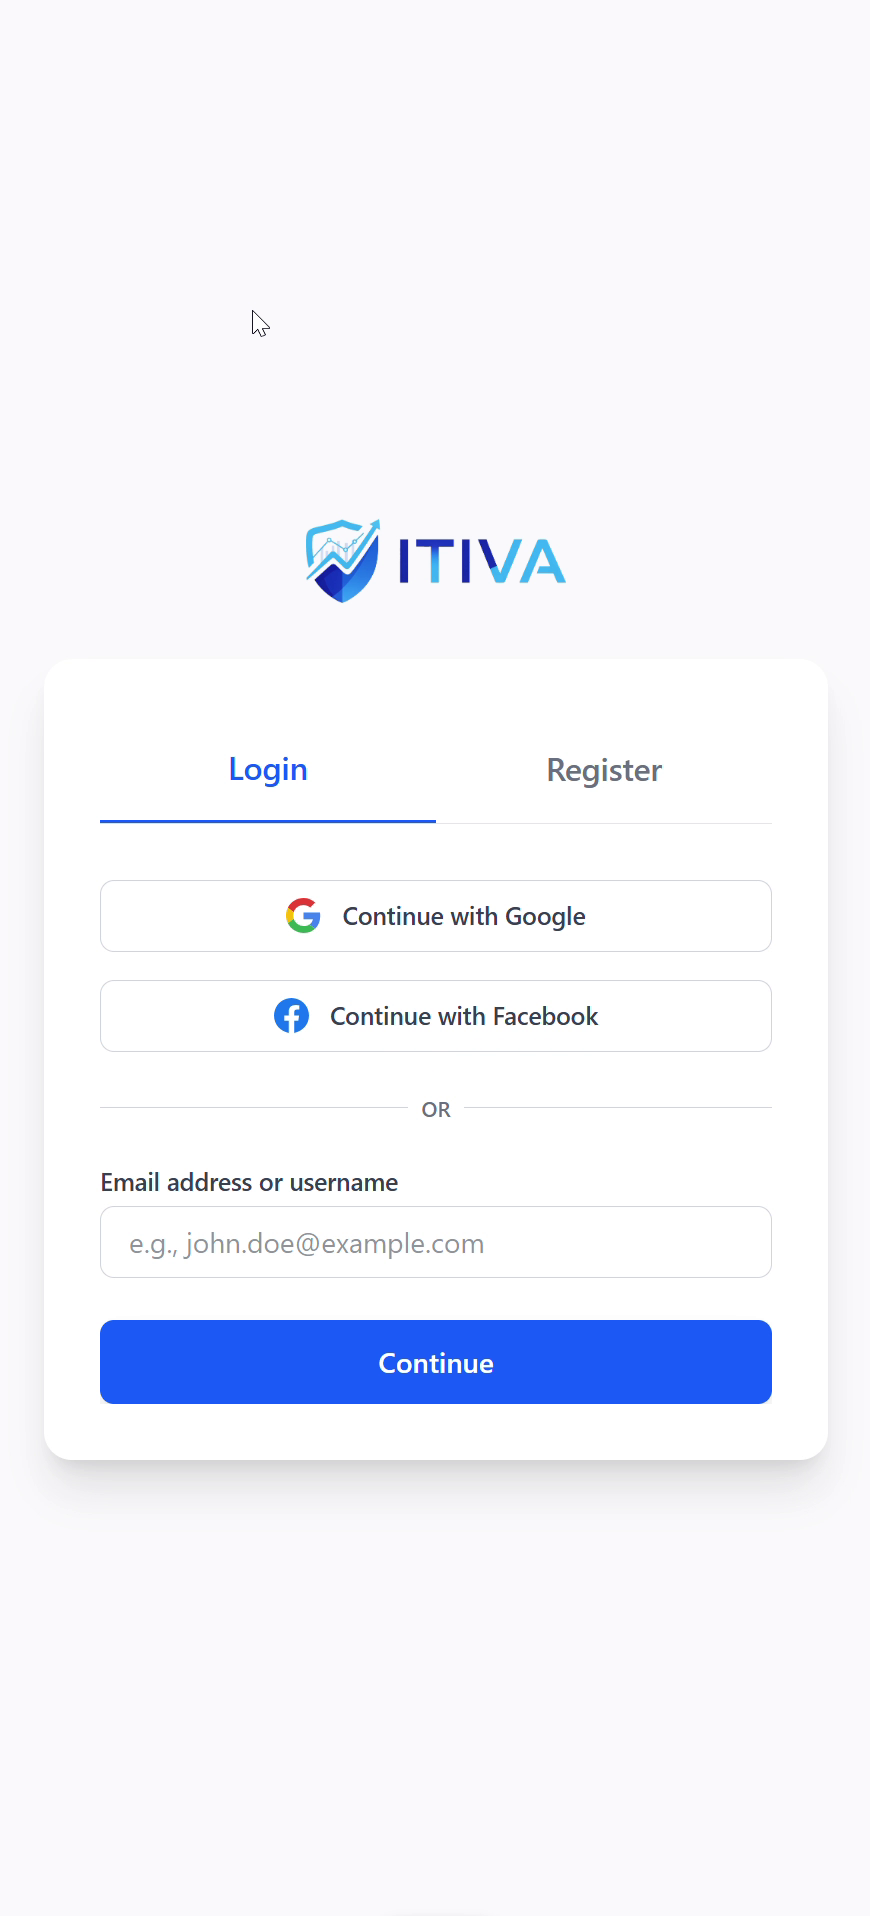 ITIVA
Login
Register
Continue with Google
Continue with Facebook
OR
Email address or username
e.g., john.doe@example.com
Continue